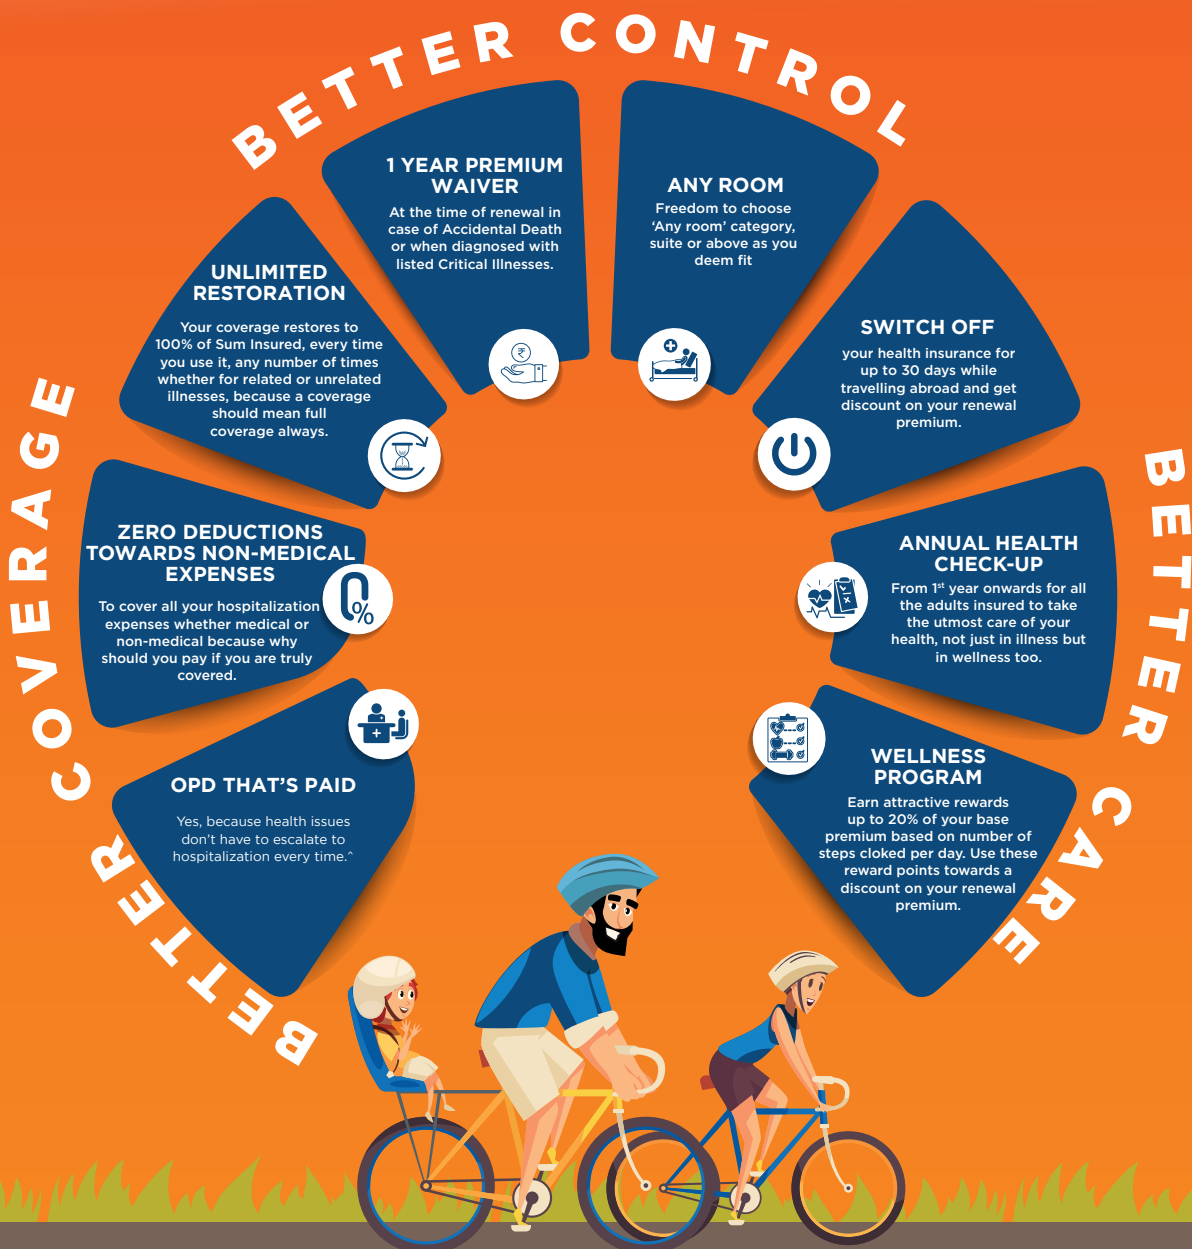 BETTER CONTROL
1 YEAR PREMIUM
WAIVER
At the time of renewal in
case of Accidental Death
or when diagnosed with
listed Critical Illnesses.
ANY ROOM
Freedom to choose
‘Any room’ category,
suite or above as you
deem fit
UNLIMITED
RESTORATION
Your coverage restores to
100% of Sum Insured, every time
you use it, any number of times
whether for related or unrelated
illnesses, because a coverage
should mean full
coverage always.
SWITCH OFF
your health insurance for
up to 30 days while
travelling abroad and get
discount on your renewal
premium.
BETTER COVERAGE
ZERO DEDUCTIONS
TOWARDS NON-MEDICAL
EXPENSES
To cover all your hospitalization
expenses whether medical or
non-medical because why
should you pay if you are truly
covered.
0%
OPD THAT’S PAID
Yes, because health issues
don’t have to escalate to
hospitalization every time.^
BETTER CARE
ANNUAL HEALTH
CHECK-UP
From 1st year onwards for all
the adults insured to take
the utmost care of your
health, not just in illness but
in wellness too.
WELLNESS
PROGRAM
Earn attractive rewards
up to 20% of your base
premium based on number of
steps cloked per day. Use these
reward points towards a
discount on your renewal
premium.
₹